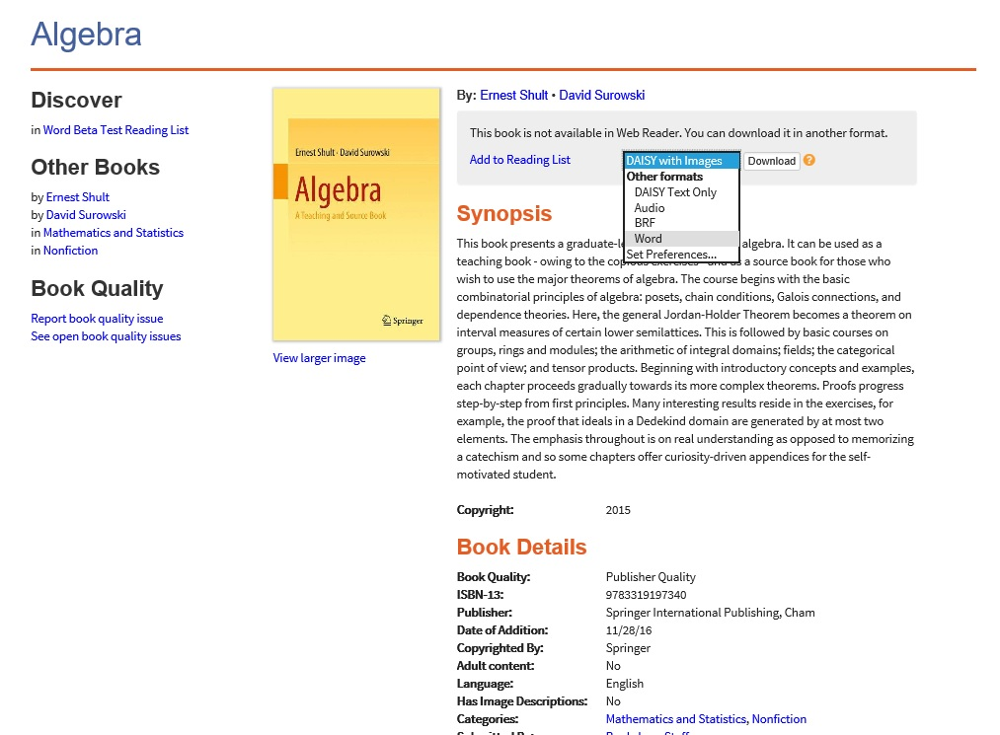 Algebra
Discover
in Word Beta Test Reading List
Other Books
by Ernest Shult
by David Surowski
in Mathematics and Statistics
in Nonfiction
Book Quality
Report book quality issue
See open book quality issues
Ernest Shult · David Surowski
Algebra
A Teaching and Source Book
Springer
View larger image
By: Ernest Shult • David Surowski
This book is not available in Web Reader. You can download it in another format.
Add to Reading List
DAISY with Images
Download
?
Other formats
DAISY Text Only
Audio
BRF
Word
Set Preferences...
Synopsis
This book presents a graduate-le algebra. It can be used as a
teaching book - owing to the copious exercises - and as a source book for those who
wish to use the major theorems of algebra. The course begins with the basic
combinatorial principles of algebra: posets, chain conditions, Galois connections, and
dependence theories. Here, the general Jordan-Holder Theorem becomes a theorem on
interval measures of certain lower semilattices. This is followed by basic courses on
groups, rings and modules; the arithmetic of integral domains; fields; the categorical
point of view; and tensor products. Beginning with introductory concepts and examples,
each chapter proceeds gradually towards its more complex theorems. Proofs progress
step-by-step from first principles. Many interesting results reside in the exercises, for
example, the proof that ideals in a Dedekind domain are generated by at most two
elements. The emphasis throughout is on real understanding as opposed to memorizing
a catechism and so some chapters offer curiosity-driven appendices for the self-
motivated student.
Copyright: 2015
Book Details
Book Quality: Publisher Quality
ISBN-13: 9783319197340
Publisher: Springer International Publishing, Cham
Date of Addition: 11/28/16
Copyrighted By: Springer
Adult content: No
Language: English
Has Image Descriptions: No
Categories: Mathematics and Statistics, Nonfiction